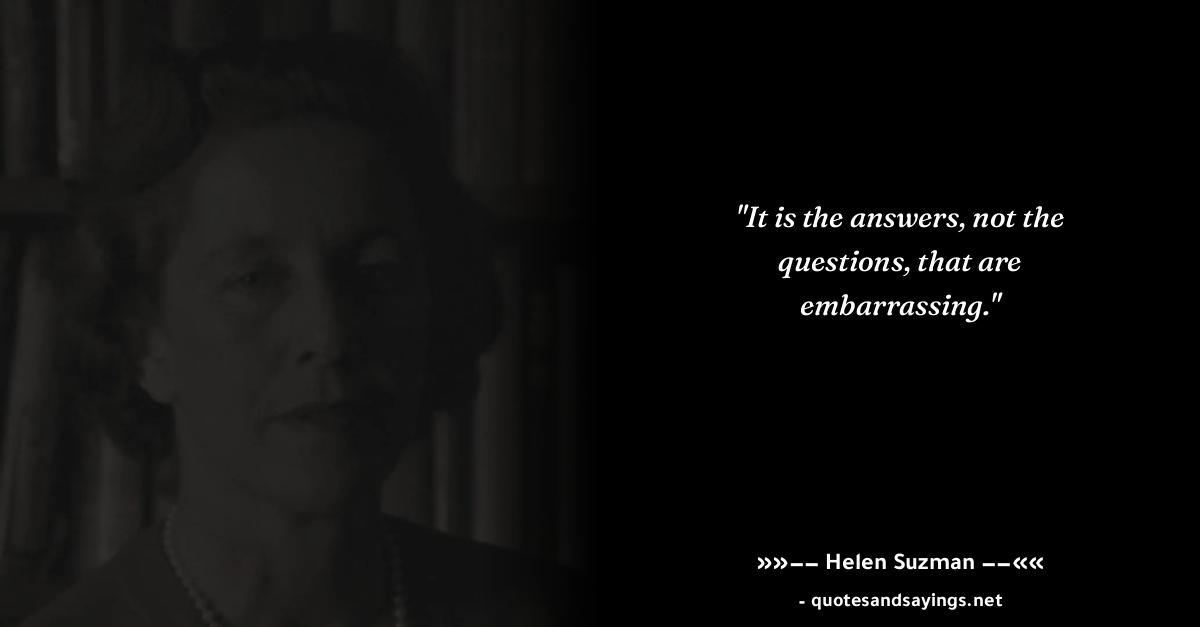 "It is the answers, not the
questions, that are
embarrassing."
»»−− Helen Suzman −−««
- quotesandsayings.net